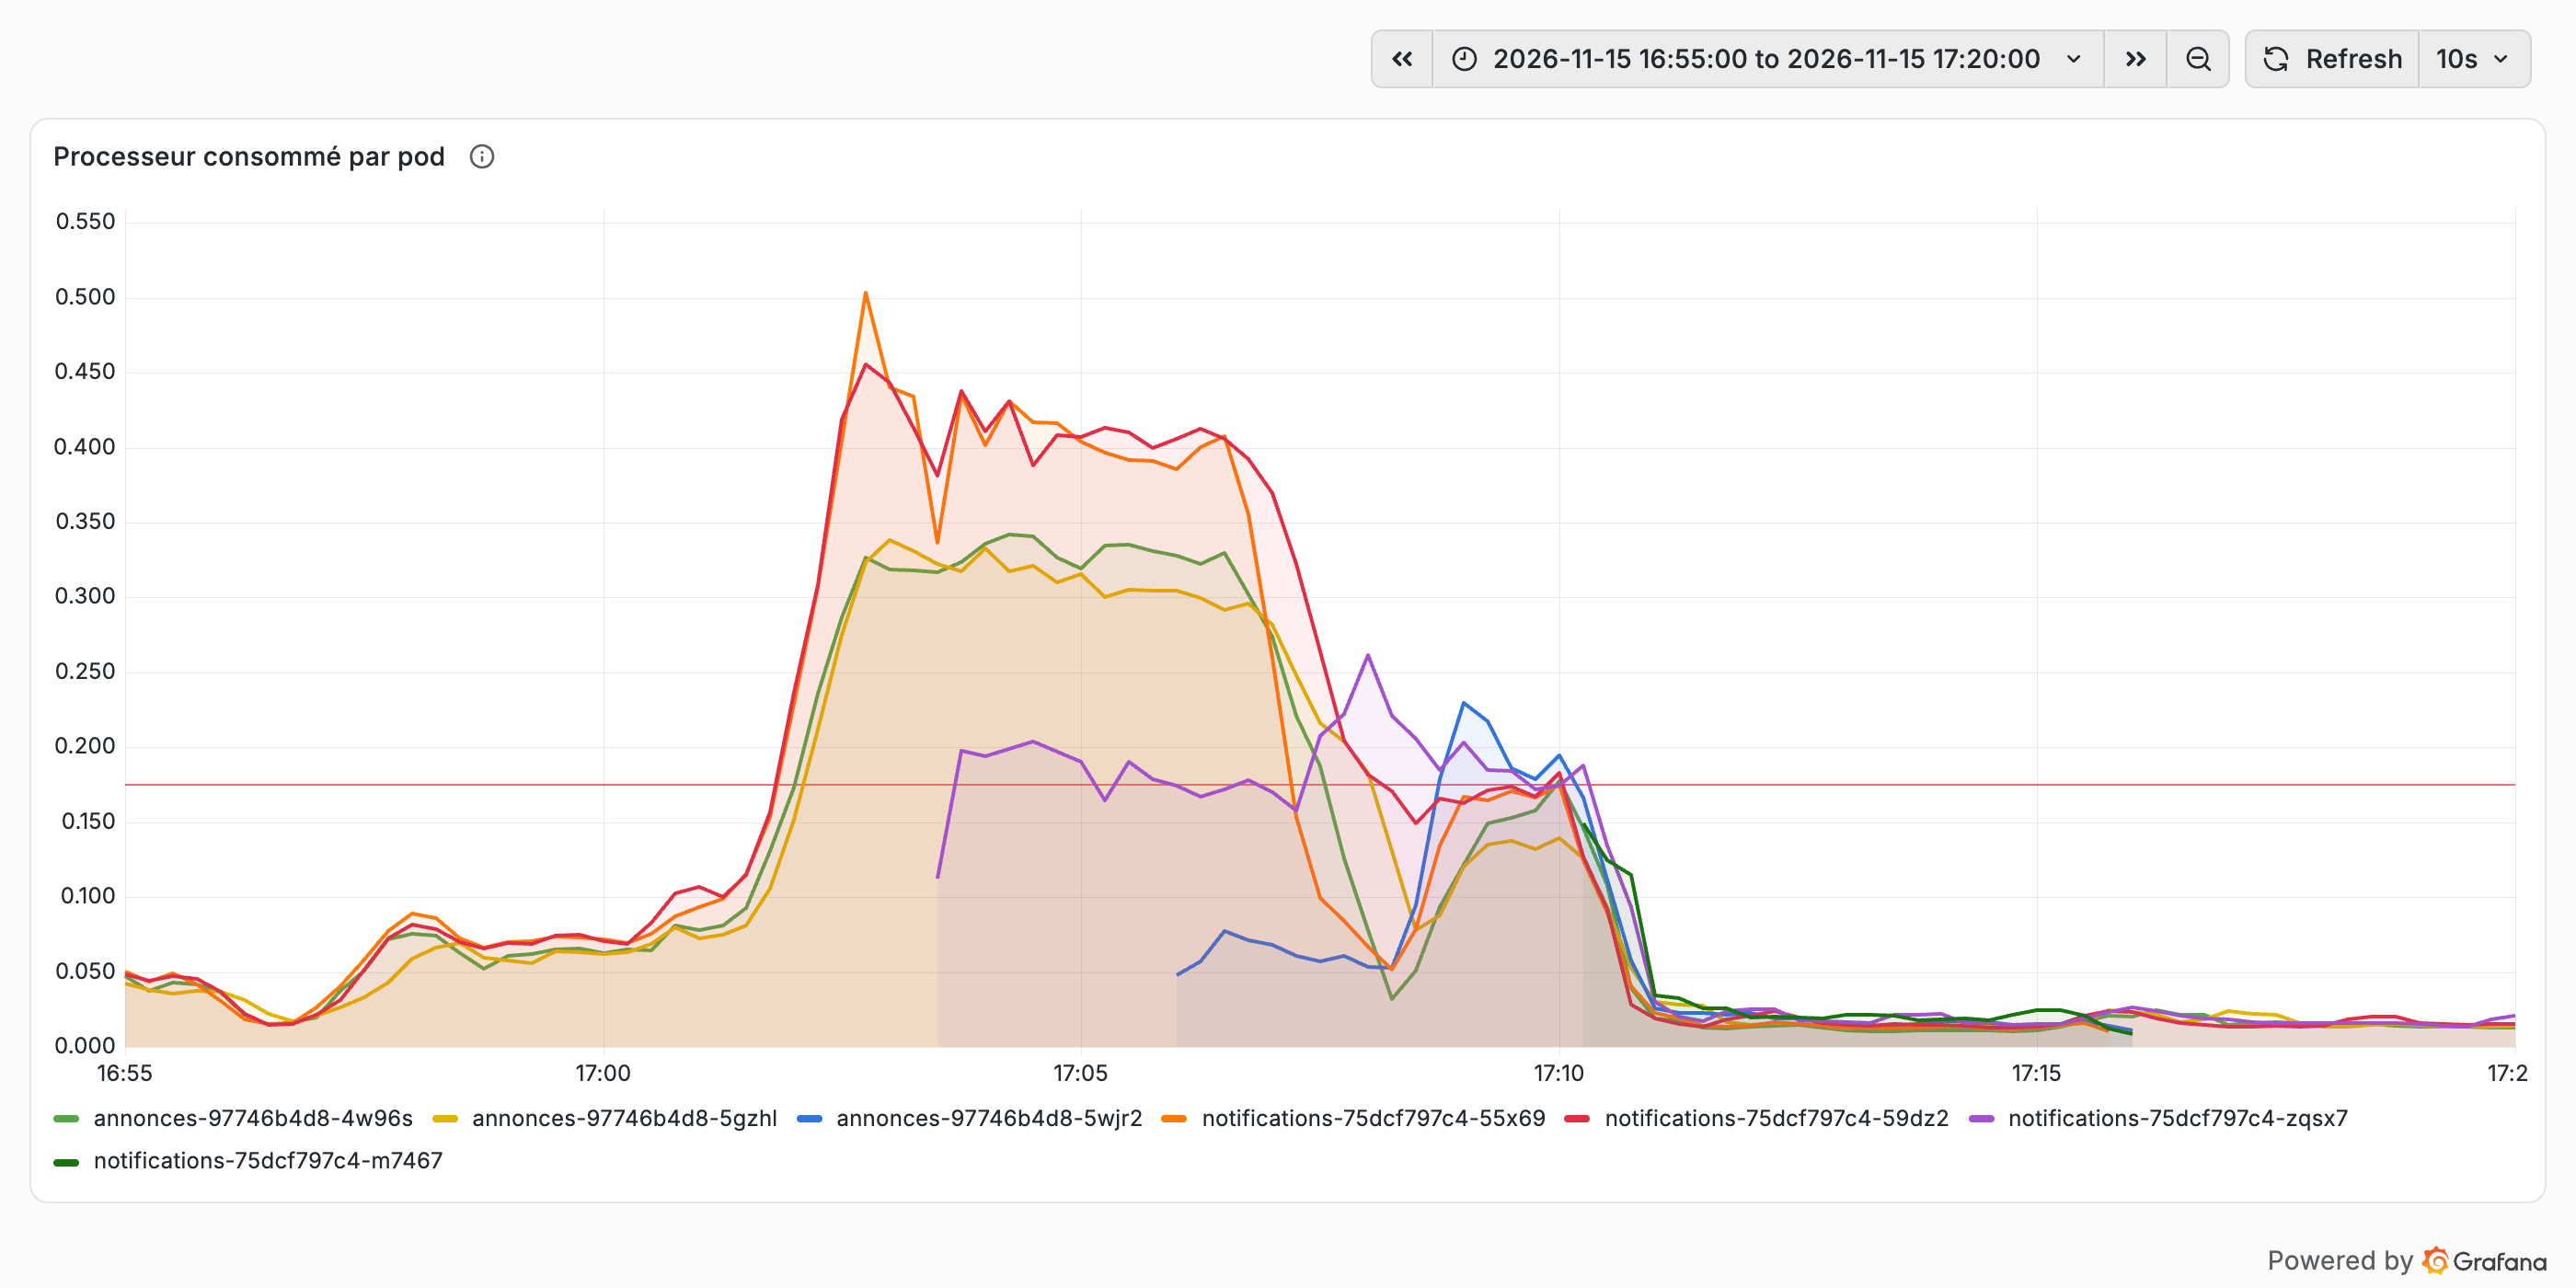 2026-11-15 16:55:00 to 2026-11-15 17:20:00 Refresh 10s
Processeur consommé par pod
0.550
0.500
0.450
0.400
0.350
0.300
0.250
0.200
0.150
0.100
0.050
0.000
16:55 17:00 17:05 17:10 17:15 17:2
annonces-97746b4d8-4w96s annonces-97746b4d8-5gzhl annonces-97746b4d8-5wjr2 notifications-75dcf797c4-55x69 notifications-75dcf797c4-59dz2 notifications-75dcf797c4-zqsx7
notifications-75dcf797c4-m7467
Powered by Grafana